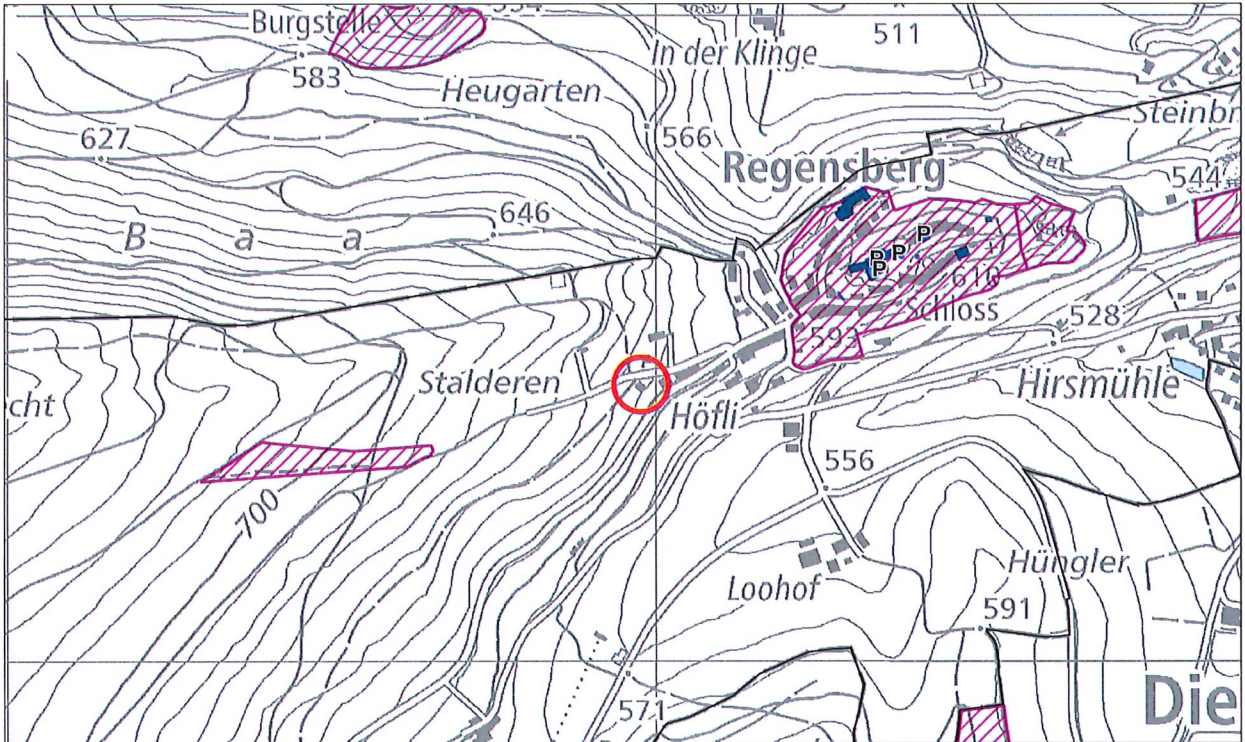 Burgstelle
583
In der Klinge
511
Heugarten
566
Steinbr
627
Regensberg
544
646
B a a
P
P
P
P
610
Schloss
593
528
Stalderen
Hirsmühle
cht
Höfli
556
700
Loohof
Hüngler
591
571
Die